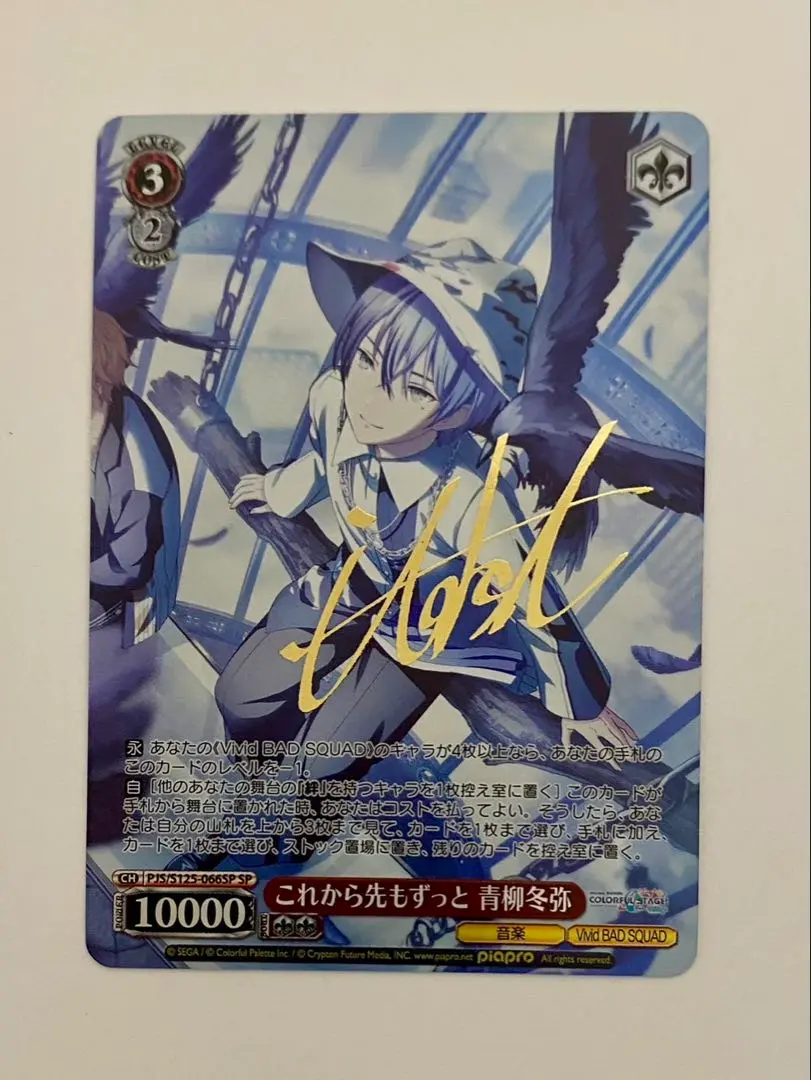 LEVEL
3
2
COST
永 あなたの《Vivid BAD SQUAD》のキャラが4枚以上なら、あなたの手札の
このカードのレベルを－1。
自 ［他のあなたの舞台の「絆」を持つキャラを1枚控え室に置く］ このカードが
手札から舞台に置かれた時、あなたはコストを払ってよい。そうしたら、あな
たは自分の山札を上から3枚まで見て、カードを1枚まで選び、手札に加え、
カードを1枚まで選び、ストック置場に置き、残りのカードを控え室に置く。
CH PJS/S125-066SP SP
POWER 10000 SOUL
これから先もずっと 青柳冬弥
COLORFUL STAGE!
音楽 Vivid BAD SQUAD
© SEGA / © Colorful Palette Inc. / © Crypton Future Media, INC. www.piapro.net piapro All rights reserved.